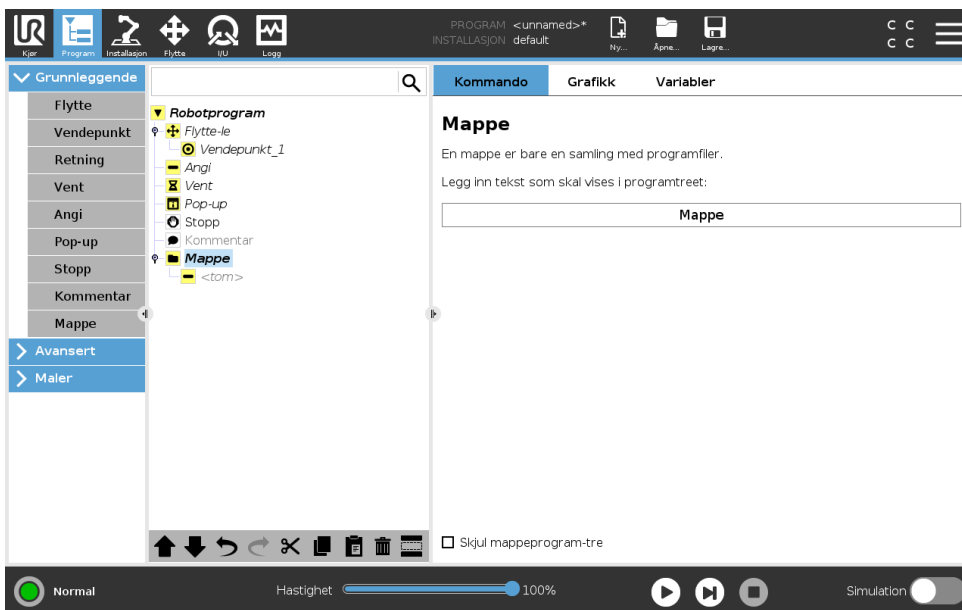 UR
Kjør
Program
Installasjon
Flytte
I/U
Logg
PROGRAM <unnamed>*
INSTALLASJON default
Ny...
Åpne...
Lagre...
C C
C C
Grunnleggende
Flytte
Vendepunkt
Retning
Vent
Angi
Pop-up
Stopp
Kommentar
Mappe
Avansert
Maler
Robotprogram
Flytte-le
Vendepunkt_1
Angi
Vent
Pop-up
Stopp
Kommentar
Mappe
<tom>
Kommando Grafikk Variabler
Mappe
En mappe er bare en samling med programfiler.
Legg inn tekst som skal vises i programtreet:
Mappe
Skjul mappeprogram-tre
Normal
Hastighet 100%
Simulation